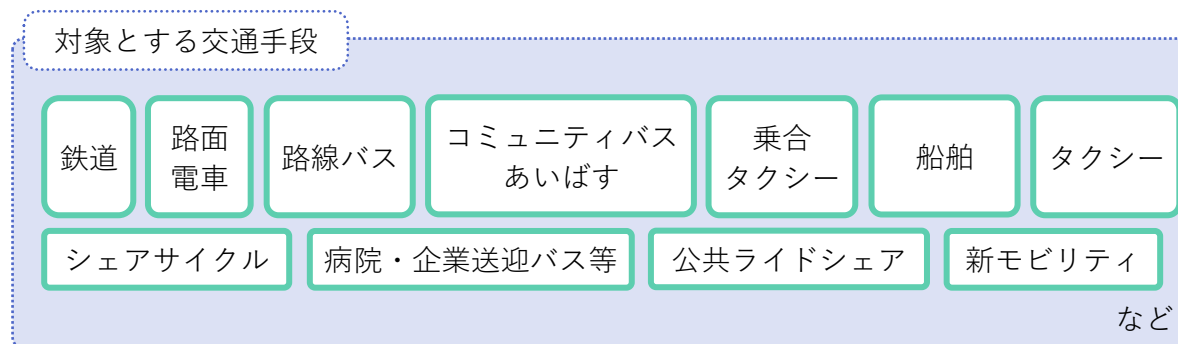 対象とする交通手段
鉄道
路面
電車
路線バス
コミュニティバス
あいばす
乗合
タクシー
船舶
タクシー
シェアサイクル
病院・企業送迎バス等
公共ライドシェア
新モビリティ
など